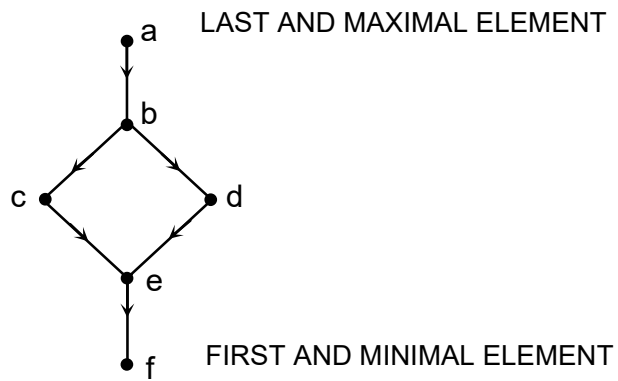 a LAST AND MAXIMAL ELEMENT
b
c d
e
f FIRST AND MINIMAL ELEMENT